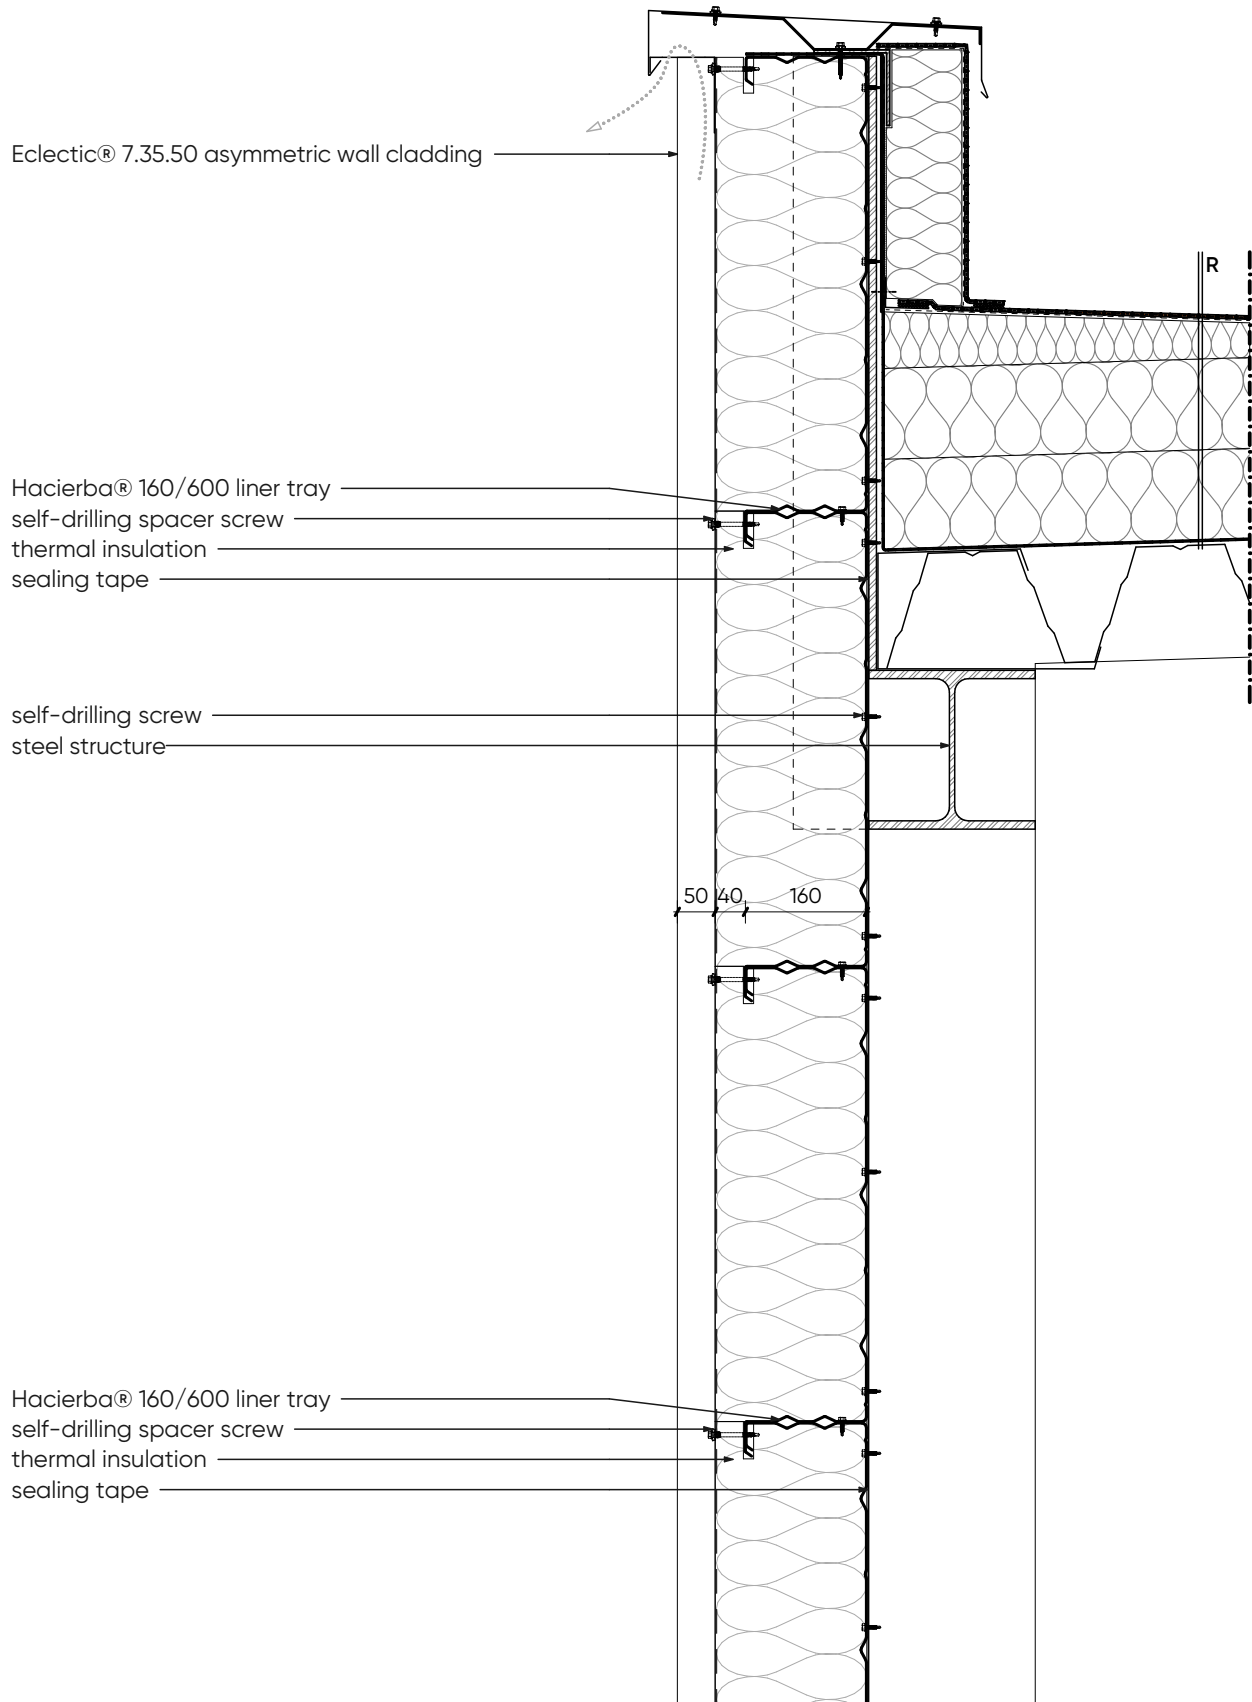 Eclectic® 7.35.50 asymmetric wall cladding
R
Hacierba® 160/600 liner tray
self-drilling spacer screw
thermal insulation
sealing tape
self-drilling screw
steel structure
50 40 160
Hacierba® 160/600 liner tray
self-drilling spacer screw
thermal insulation
sealing tape